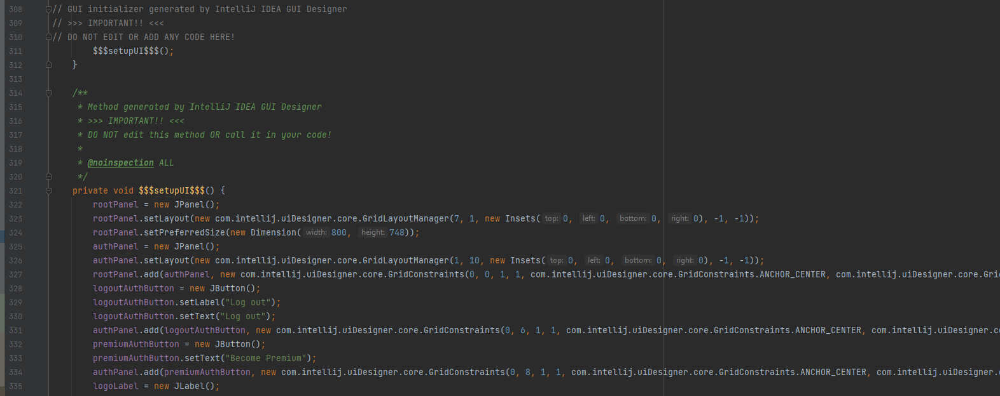 308 // GUI initializer generated by IntelliJ IDEA GUI Designer
309 // >>> IMPORTANT!! <<<
310 // DO NOT EDIT OR ADD ANY CODE HERE!
311 $$$setupUI$$$();
312 }
313
314 /**
315 * Method generated by IntelliJ IDEA GUI Designer
316 * >>> IMPORTANT!! <<<
317 * DO NOT edit this method OR call it in your code!
318 *
319 * @noinspection ALL
320 */
321 private void $$$setupUI$$$() {
322 rootPanel = new JPanel();
323 rootPanel.setLayout(new com.intellij.uiDesigner.core.GridLayoutManager(7, 1, new Insets( top: 0, left: 0, bottom: 0, right: 0), -1, -1));
324 rootPanel.setPreferredSize(new Dimension( width: 800, height: 748));
325 authPanel = new JPanel();
326 authPanel.setLayout(new com.intellij.uiDesigner.core.GridLayoutManager(1, 10, new Insets( top: 0, left: 0, bottom: 0, right: 0), -1, -1));
327 rootPanel.add(authPanel, new com.intellij.uiDesigner.core.GridConstraints(0, 0, 1, 1, com.intellij.uiDesigner.core.GridConstraints.ANCHOR_CENTER, com.intellij.uiDesigner.core.Gri
328 logoutAuthButton = new JButton();
329 logoutAuthButton.setLabel("Log out");
330 logoutAuthButton.setText("Log out");
331 authPanel.add(logoutAuthButton, new com.intellij.uiDesigner.core.GridConstraints(0, 6, 1, 1, com.intellij.uiDesigner.core.GridConstraints.ANCHOR_CENTER, com.intellij.uiDesigner.c
332 premiumAuthButton = new JButton();
333 premiumAuthButton.setText("Become Premium");
334 authPanel.add(premiumAuthButton, new com.intellij.uiDesigner.core.GridConstraints(0, 8, 1, 1, com.intellij.uiDesigner.core.GridConstraints.ANCHOR_CENTER, com.intellij.uiDesigner.
335 logoLabel = new JLabel();